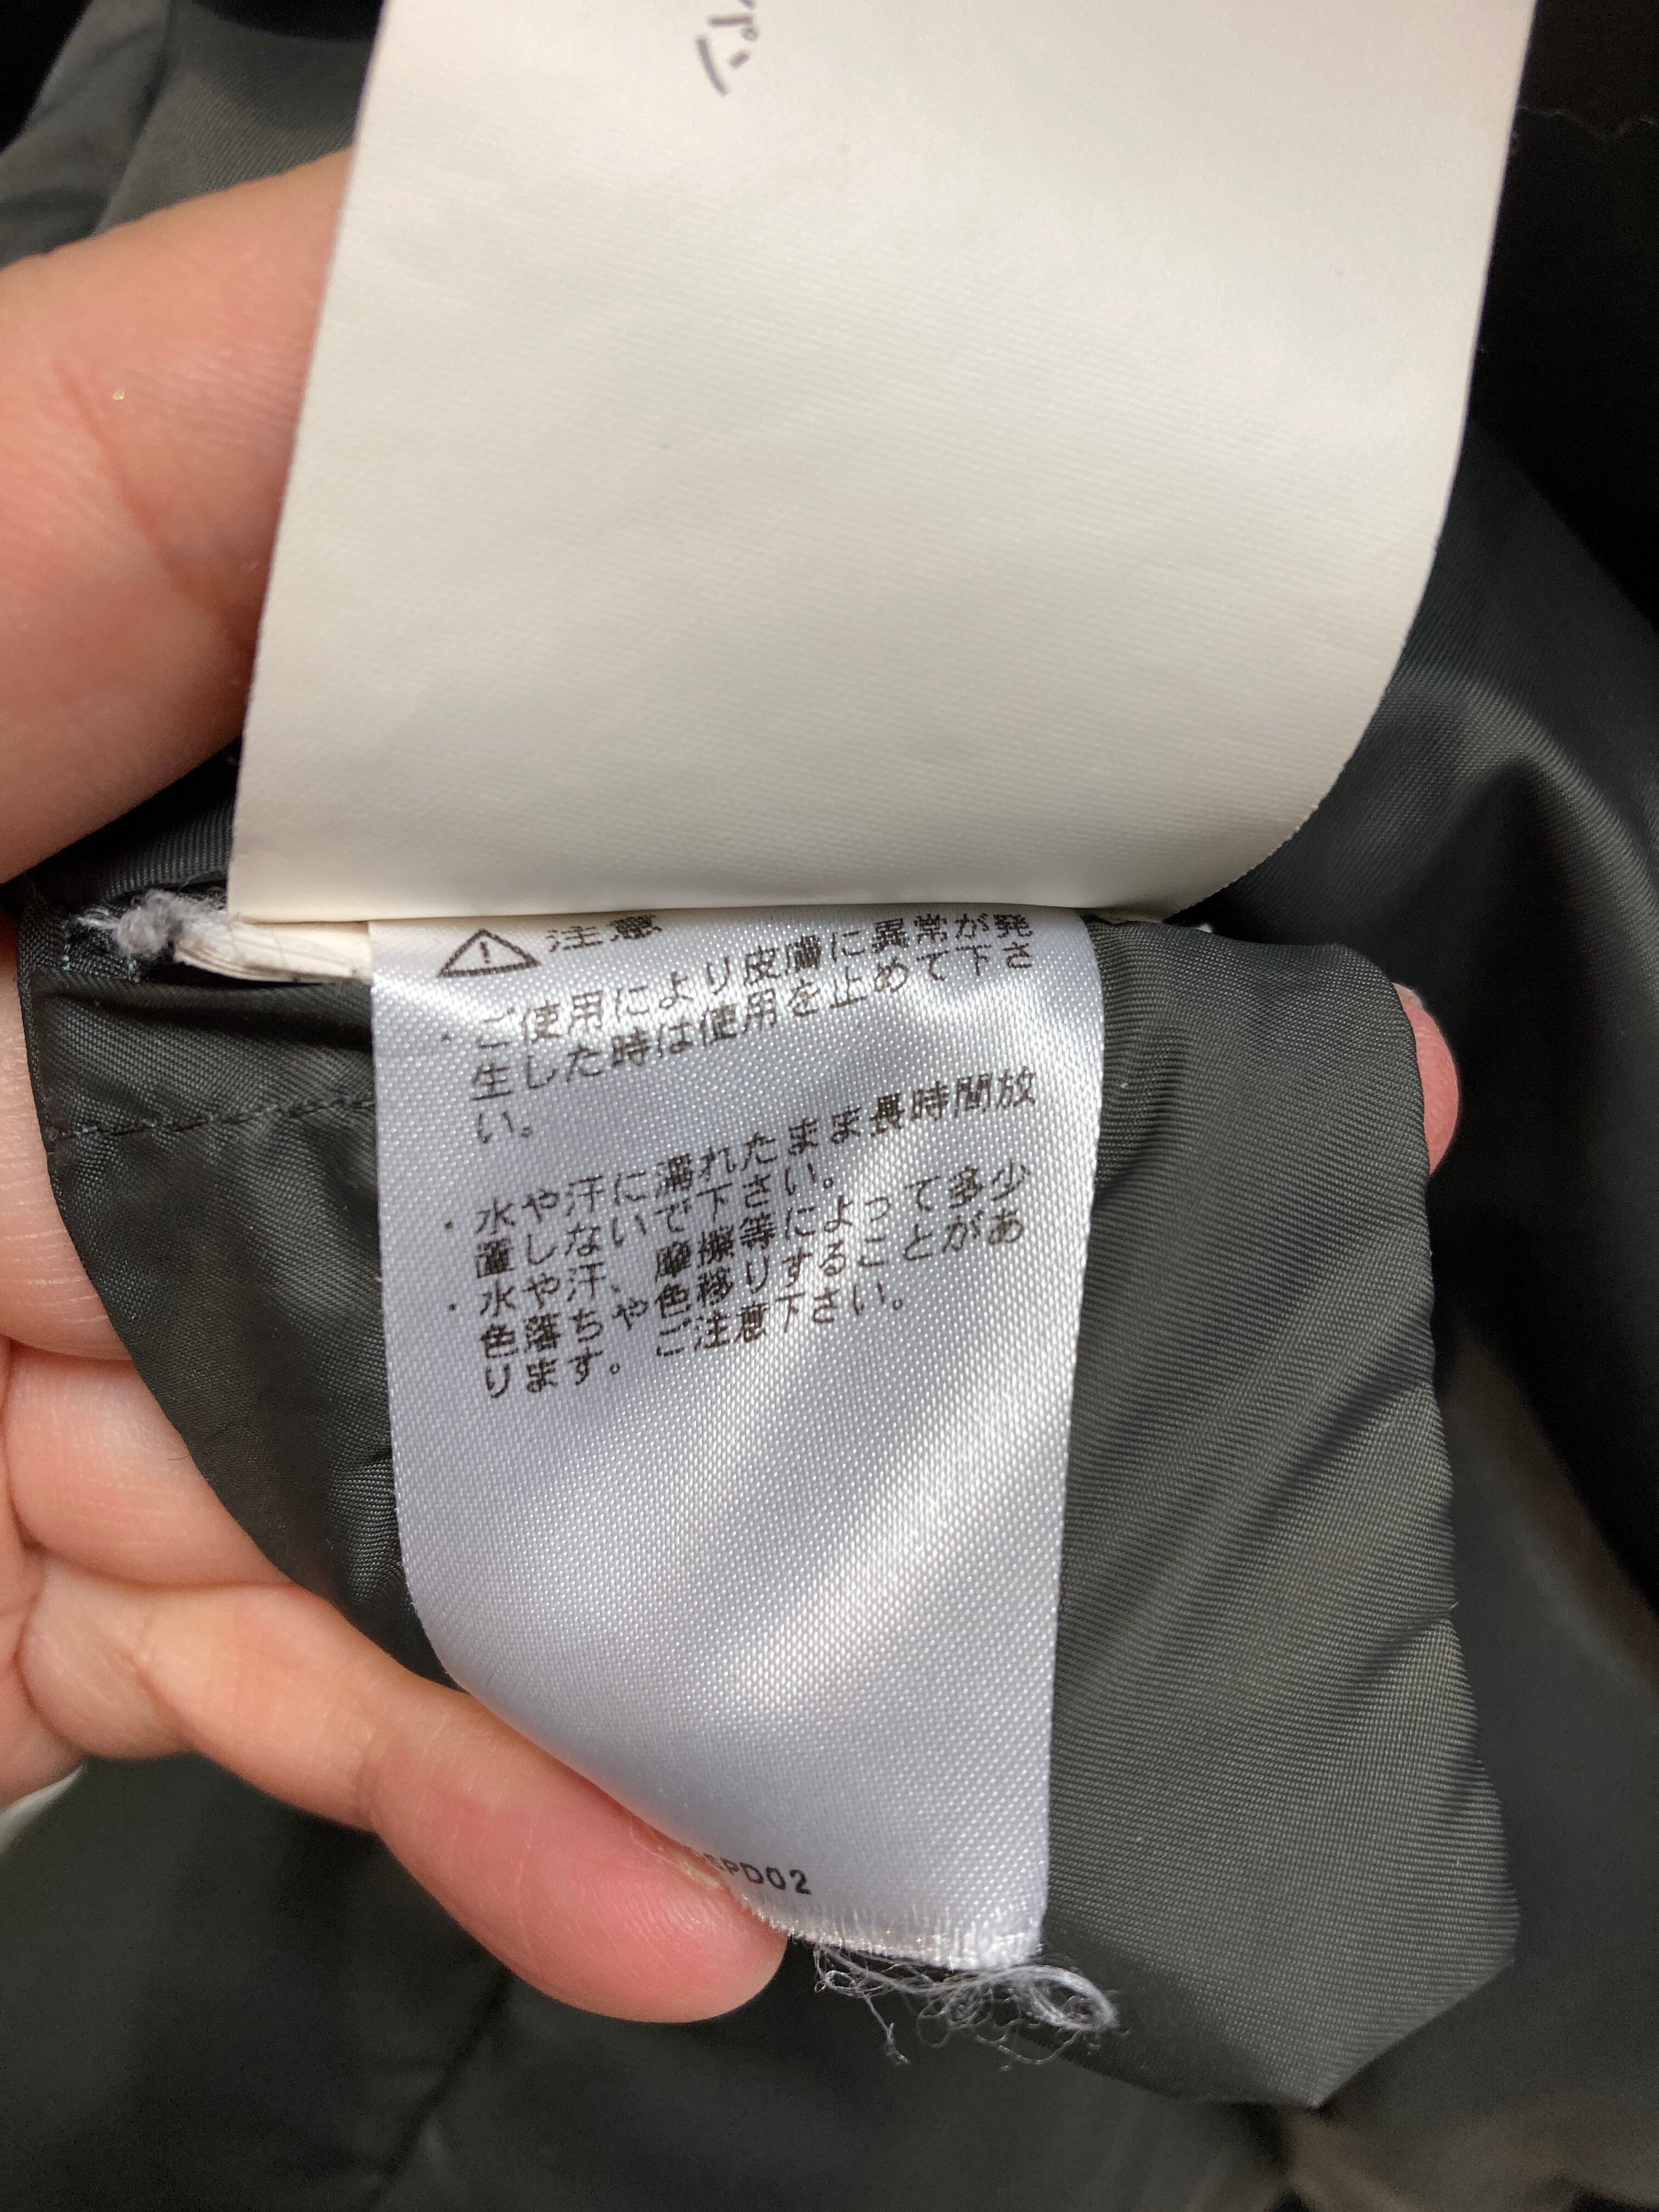 パン
注意
・ご使用により皮膚に異常が発
生した時は使用を止めて下さ
い。
・水や汗に濡れたまま長時間放
置しないで下さい。
・水や汗、摩擦等によって多少
色落ちや色移りすることがあ
ります。ご注意下さい。
EPD02